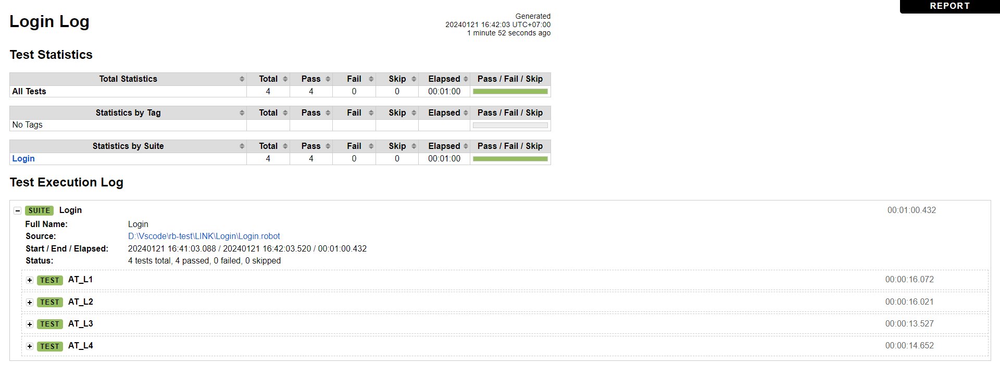 REPORT
Login Log
Generated
20240121 16:42:03 UTC+07:00
1 minute 52 seconds ago
Test Statistics
Total Statistics Total Pass Fail Skip Elapsed Pass / Fail / Skip
All Tests 4 4 0 0 00:01:00
Statistics by Tag Total Pass Fail Skip Elapsed Pass / Fail / Skip
No Tags
Statistics by Suite Total Pass Fail Skip Elapsed Pass / Fail / Skip
Login 4 4 0 0 00:01:00
Test Execution Log
SUITE Login 00:01:00.432
Full Name: Login
Source: D:\Vscode\rb-test\LINK\Login\Login.robot
Start / End / Elapsed: 20240121 16:41:03.088 / 20240121 16:42:03.520 / 00:01:00.432
Status: 4 tests total, 4 passed, 0 failed, 0 skipped
TEST AT_L1 00:00:16.072
TEST AT_L2 00:00:16.021
TEST AT_L3 00:00:13.527
TEST AT_L4 00:00:14.652